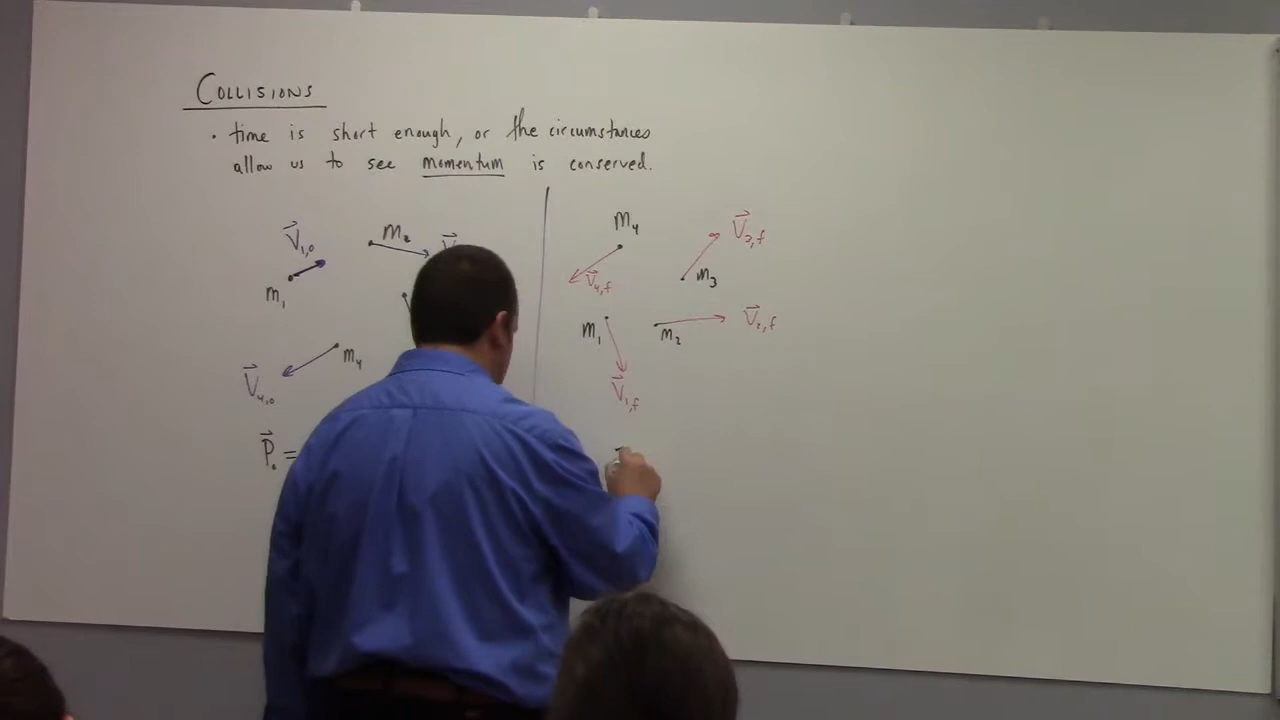 COLLISIONS
• time is short enough, or the circumstances
allow us to see momentum is conserved.
V⃗₁,₀
m₁
m₂
V⃗
V⃗₄,₀
m₄
P⃗₀ =
m₄
V⃗₄,f
V⃗₃,f
m₃
m₁
V⃗₁,f
m₂
V⃗₂,f